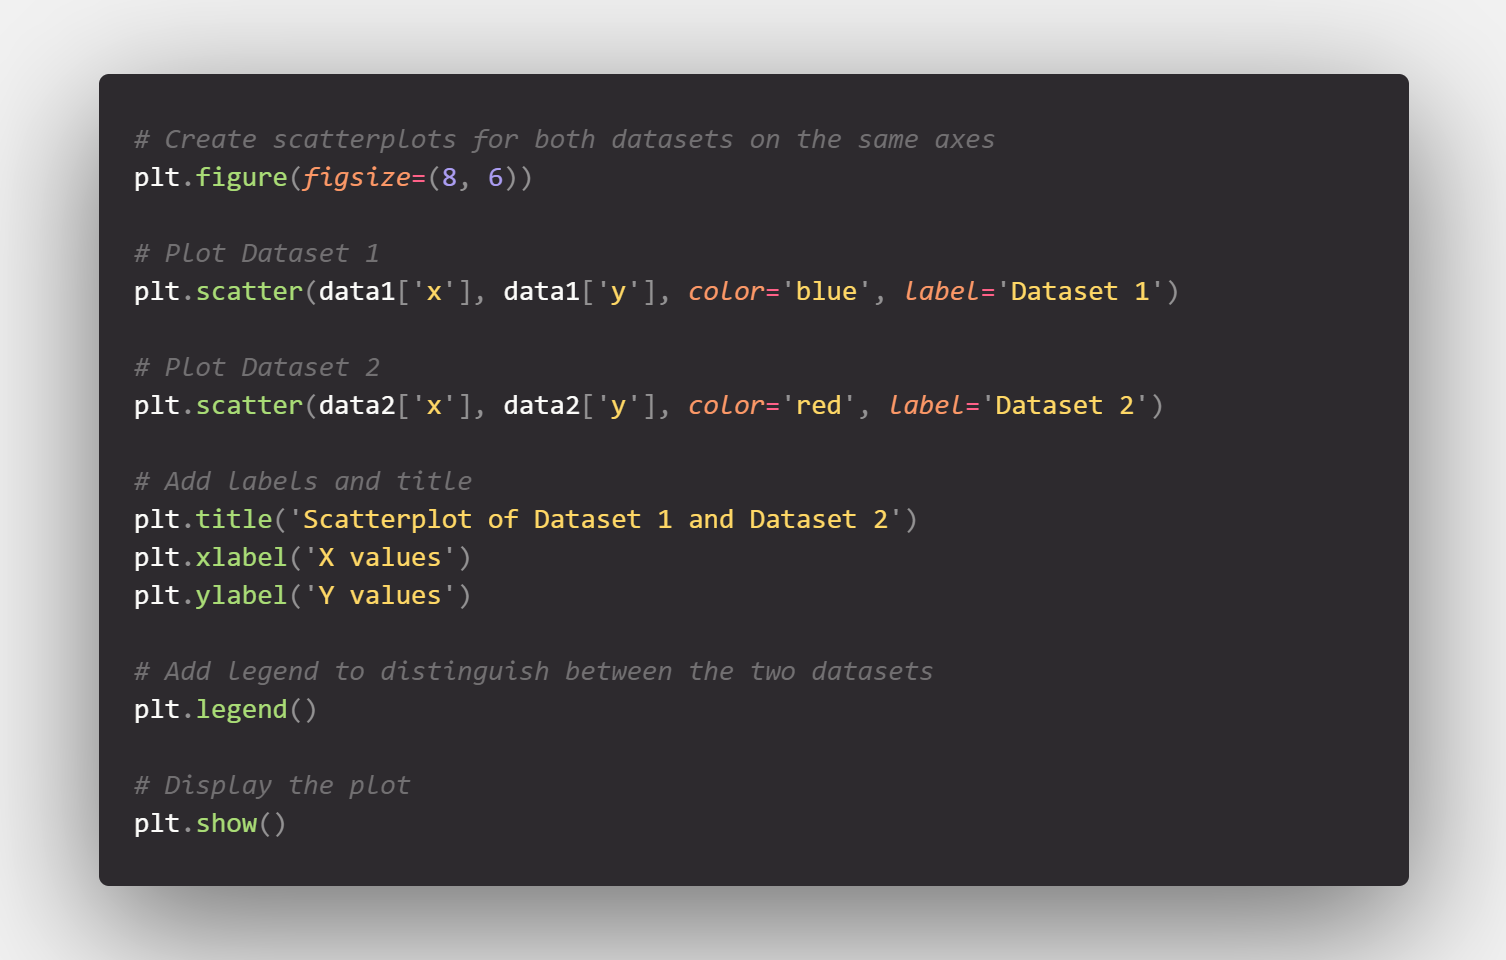 # Create scatterplots for both datasets on the same axes
plt.figure(figsize=(8, 6))
# Plot Dataset 1
plt.scatter(data1['x'], data1['y'], color='blue', label='Dataset 1')
# Plot Dataset 2
plt.scatter(data2['x'], data2['y'], color='red', label='Dataset 2')
# Add labels and title
plt.title('Scatterplot of Dataset 1 and Dataset 2')
plt.xlabel('X values')
plt.ylabel('Y values')
# Add legend to distinguish between the two datasets
plt.legend()
# Display the plot
plt.show()